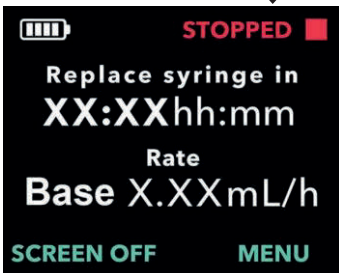 STOPPED
Replace syringe in
XX:XXhh:mm
Rate
Base X.XXmL/h
SCREEN OFF MENU